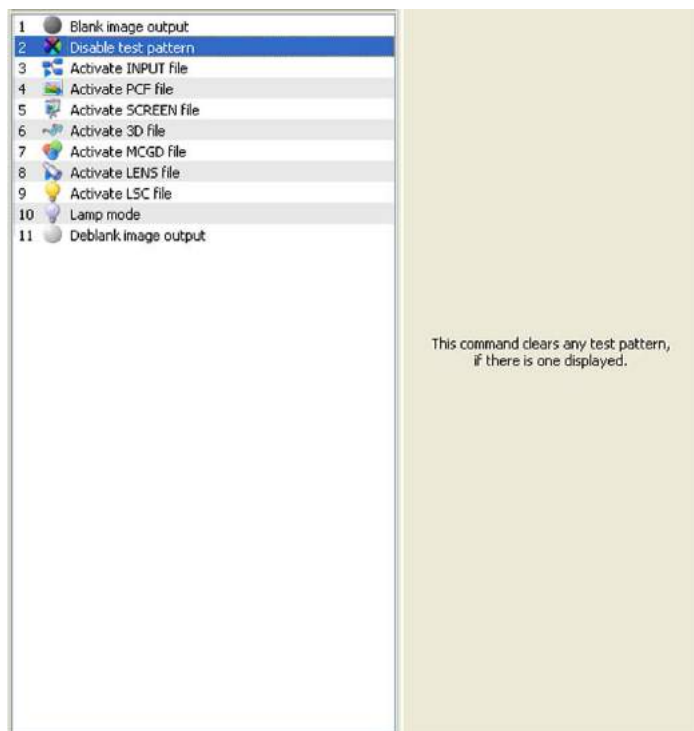 1 Blank image output
2 Disable test pattern
3 Activate INPUT file
4 Activate PCF file
5 Activate SCREEN file
6 Activate 3D file
7 Activate MCGD file
8 Activate LENS file
9 Activate LSC file
10 Lamp mode
11 Deblank image output
This command clears any test pattern,
if there is one displayed.